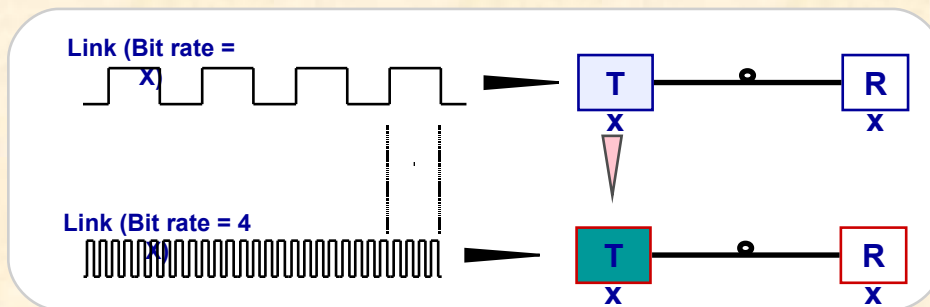 Link (Bit rate =
X)
T
R
x
x
Link (Bit rate = 4
X)
T
R
x
x